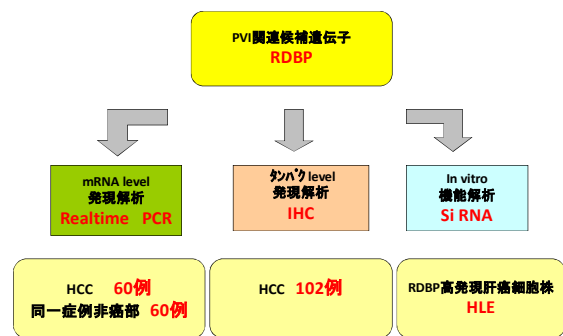 PVI関連候補遺伝子
RDBP
mRNA level
発現解析
Realtime PCR
ﾀﾝﾊﾟｸ level
発現解析
IHC
In vitro
機能解析
Si RNA
HCC 60例
同一症例非癌部 60例
HCC 102例
RDBP高発現肝癌細胞株
HLE